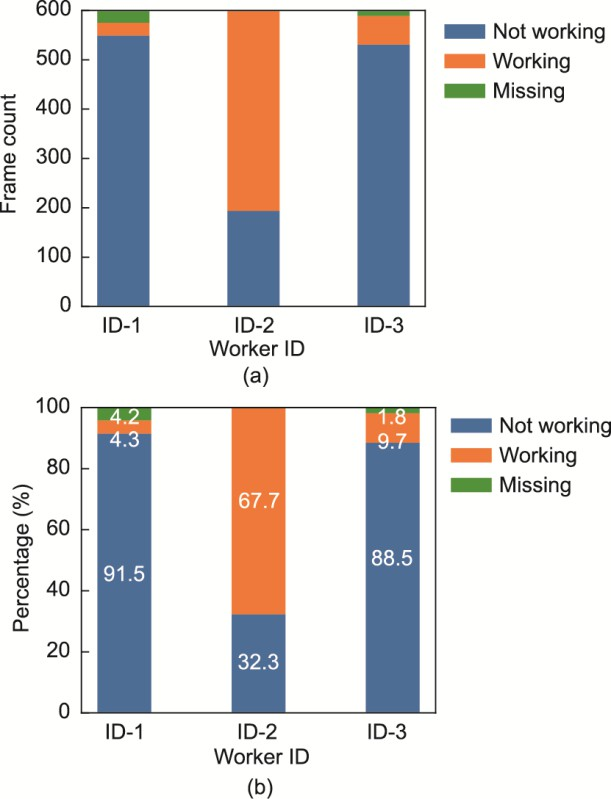 600
500
400
300
200
100
0
Frame count
ID-1 ID-2 ID-3
Worker ID
(a)
Not working
Working
Missing
100
80
60
40
20
0
Percentage (%)
4.2
4.3
91.5
67.7
32.3
1.8
9.7
88.5
ID-1 ID-2 ID-3
Worker ID
(b)
Not working
Working
Missing